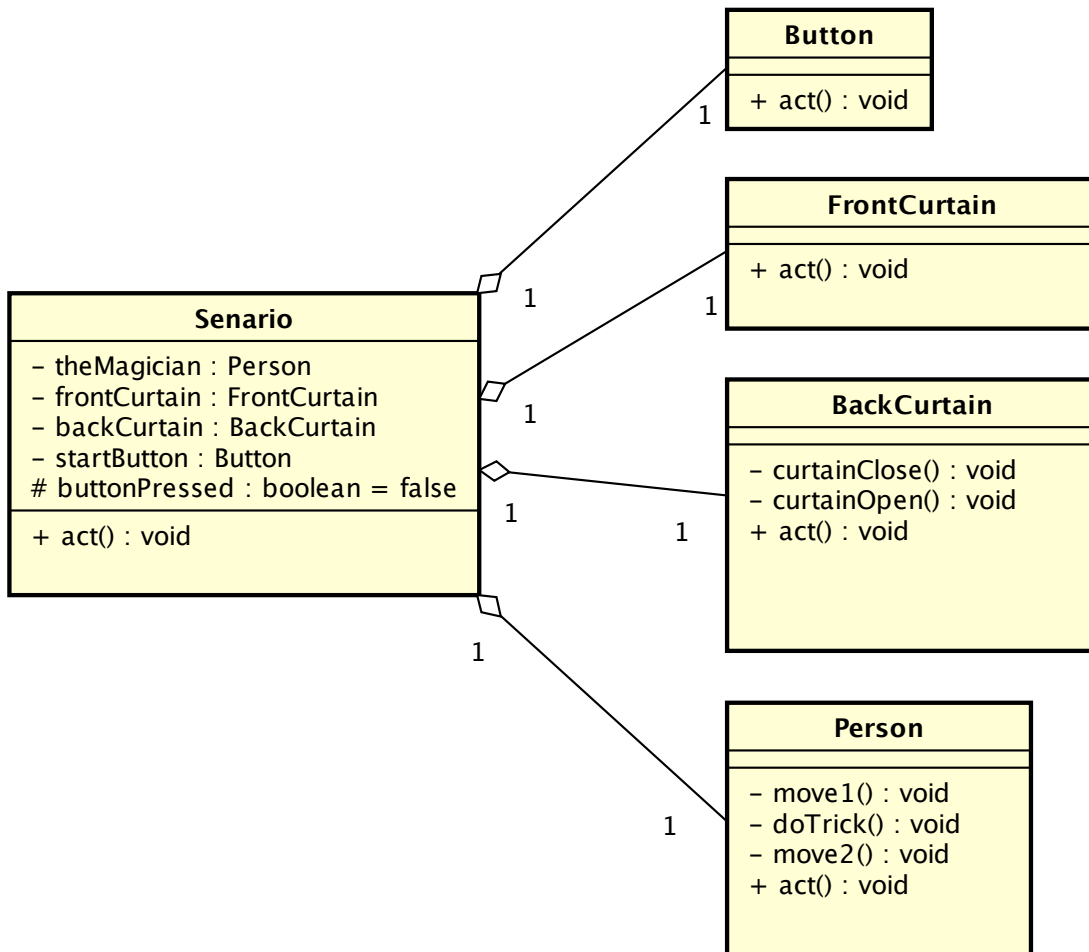 Button
+ act() : void
1
FrontCurtain
+ act() : void
1
1
Senario
– theMagician : Person
– frontCurtain : FrontCurtain
– backCurtain : BackCurtain
– startButton : Button
# buttonPressed : boolean = false
+ act() : void
1
1
BackCurtain
– curtainClose() : void
– curtainOpen() : void
+ act() : void
1
1
Person
– move1() : void
– doTrick() : void
– move2() : void
+ act() : void
1